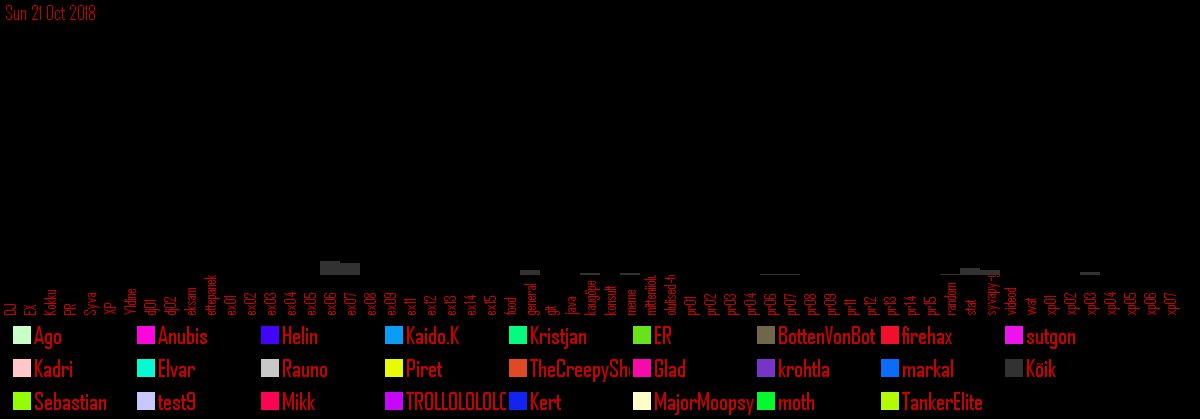 Sun 21 Oct 2018
DJ EX Kokku PR Syva XP Yldine dj01 dj02 eksam ettepanek ex01 ex02 ex03 ex04 ex05 ex06 ex07 ex08 ex09 ex11 ex12 ex13 ex14 ex15 food general git java kaugõpe konsult meme mitteniloli. olulised-t pr01 pr02 pr03 pr04 pr06 pr07 pr08 pr09 pr11 pr12 pr13 pr14 pr15 random stat syvapy-g videod wat xp01 xp02 xp03 xp04 xp05 xp06 xp07
Ago Anubis Helin Kaido.K Kristjan ER BottenVonBot firehax sutgon
Kadri Elvar Rauno Piret TheCreepySh Glad krohtla markal Kõik
Sebastian test9 Mikk TROLLOLOLOLO Kert MajorMoopsy moth TankerElite